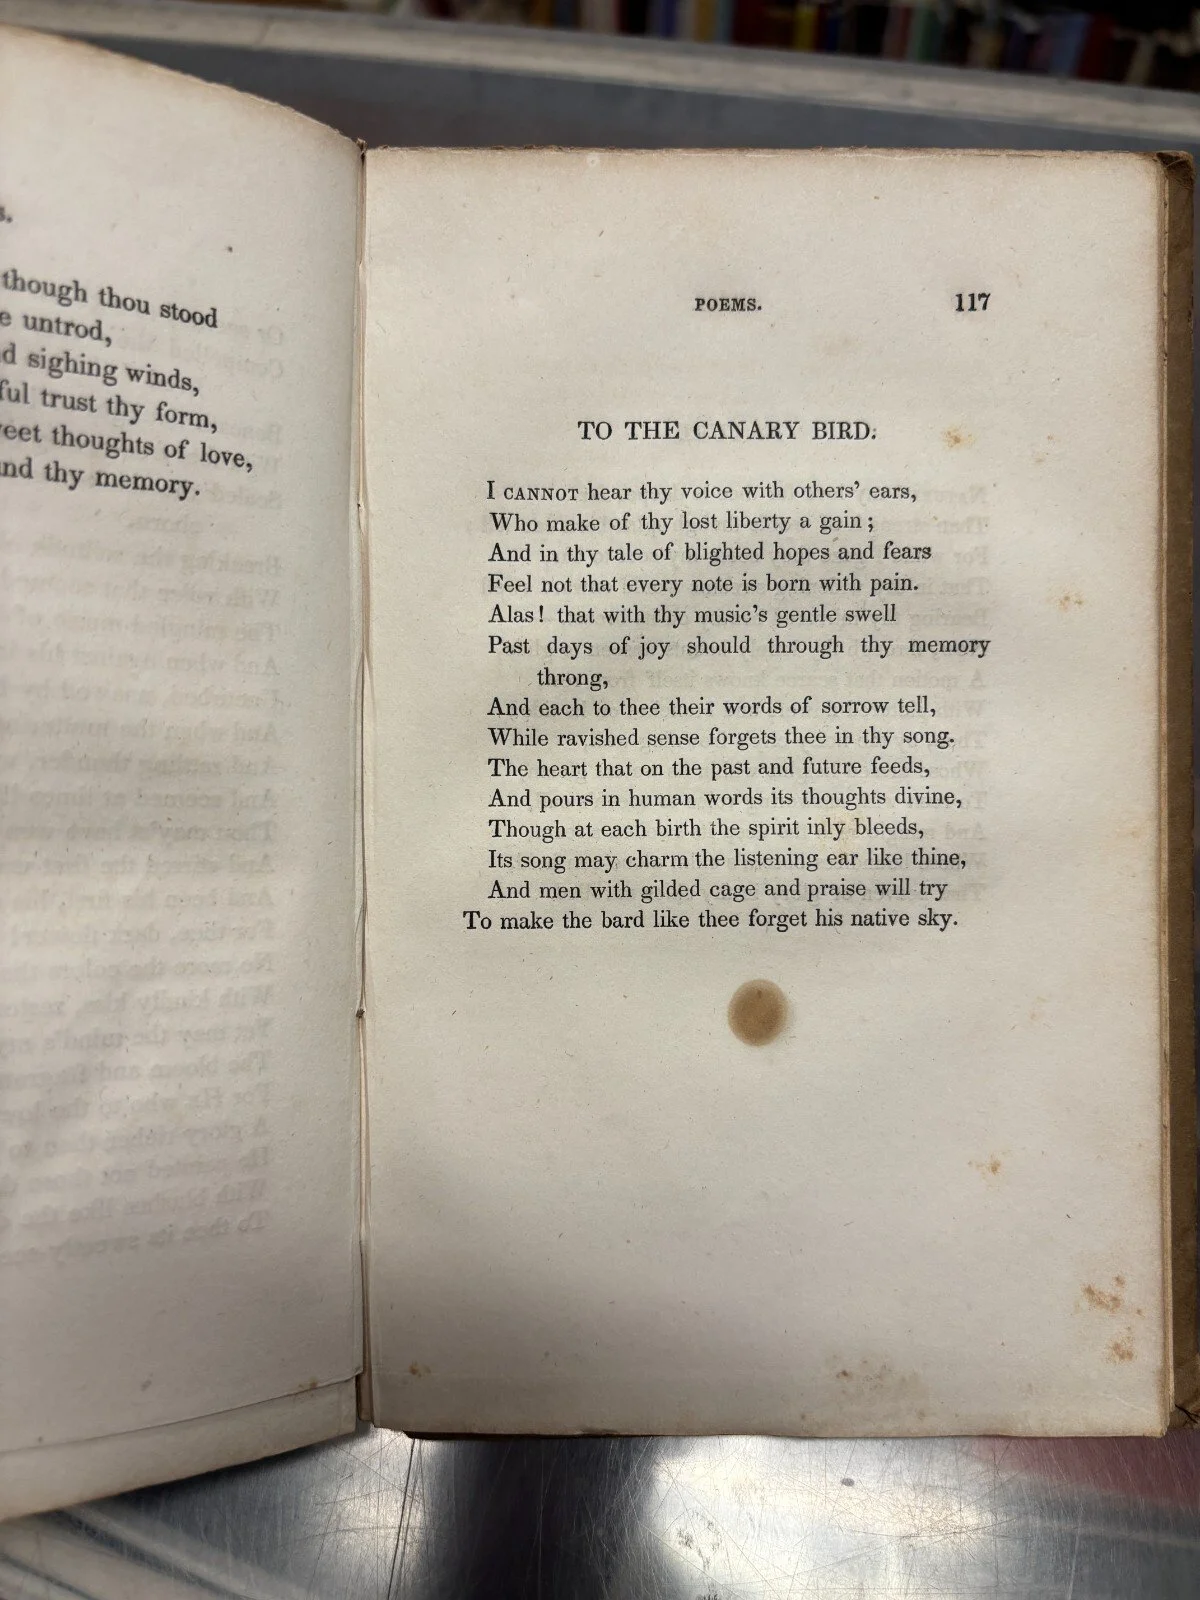 s.
though thou stood
untrod,
sighing winds,
trust thy form,
thoughts of love,
thy memory.
POEMS. 117
TO THE CANARY BIRD.
I CANNOT hear thy voice with others' ears,
Who make of thy lost liberty a gain ;
And in thy tale of blighted hopes and fears
Feel not that every note is born with pain.
Alas ! that with thy music's gentle swell
Past days of joy should through thy memory
throng,
And each to thee their words of sorrow tell,
While ravished sense forgets thee in thy song.
The heart that on the past and future feeds,
And pours in human words its thoughts divine,
Though at each birth the spirit inly bleeds,
Its song may charm the listening ear like thine,
And men with gilded cage and praise will try
To make the bard like thee forget his native sky.